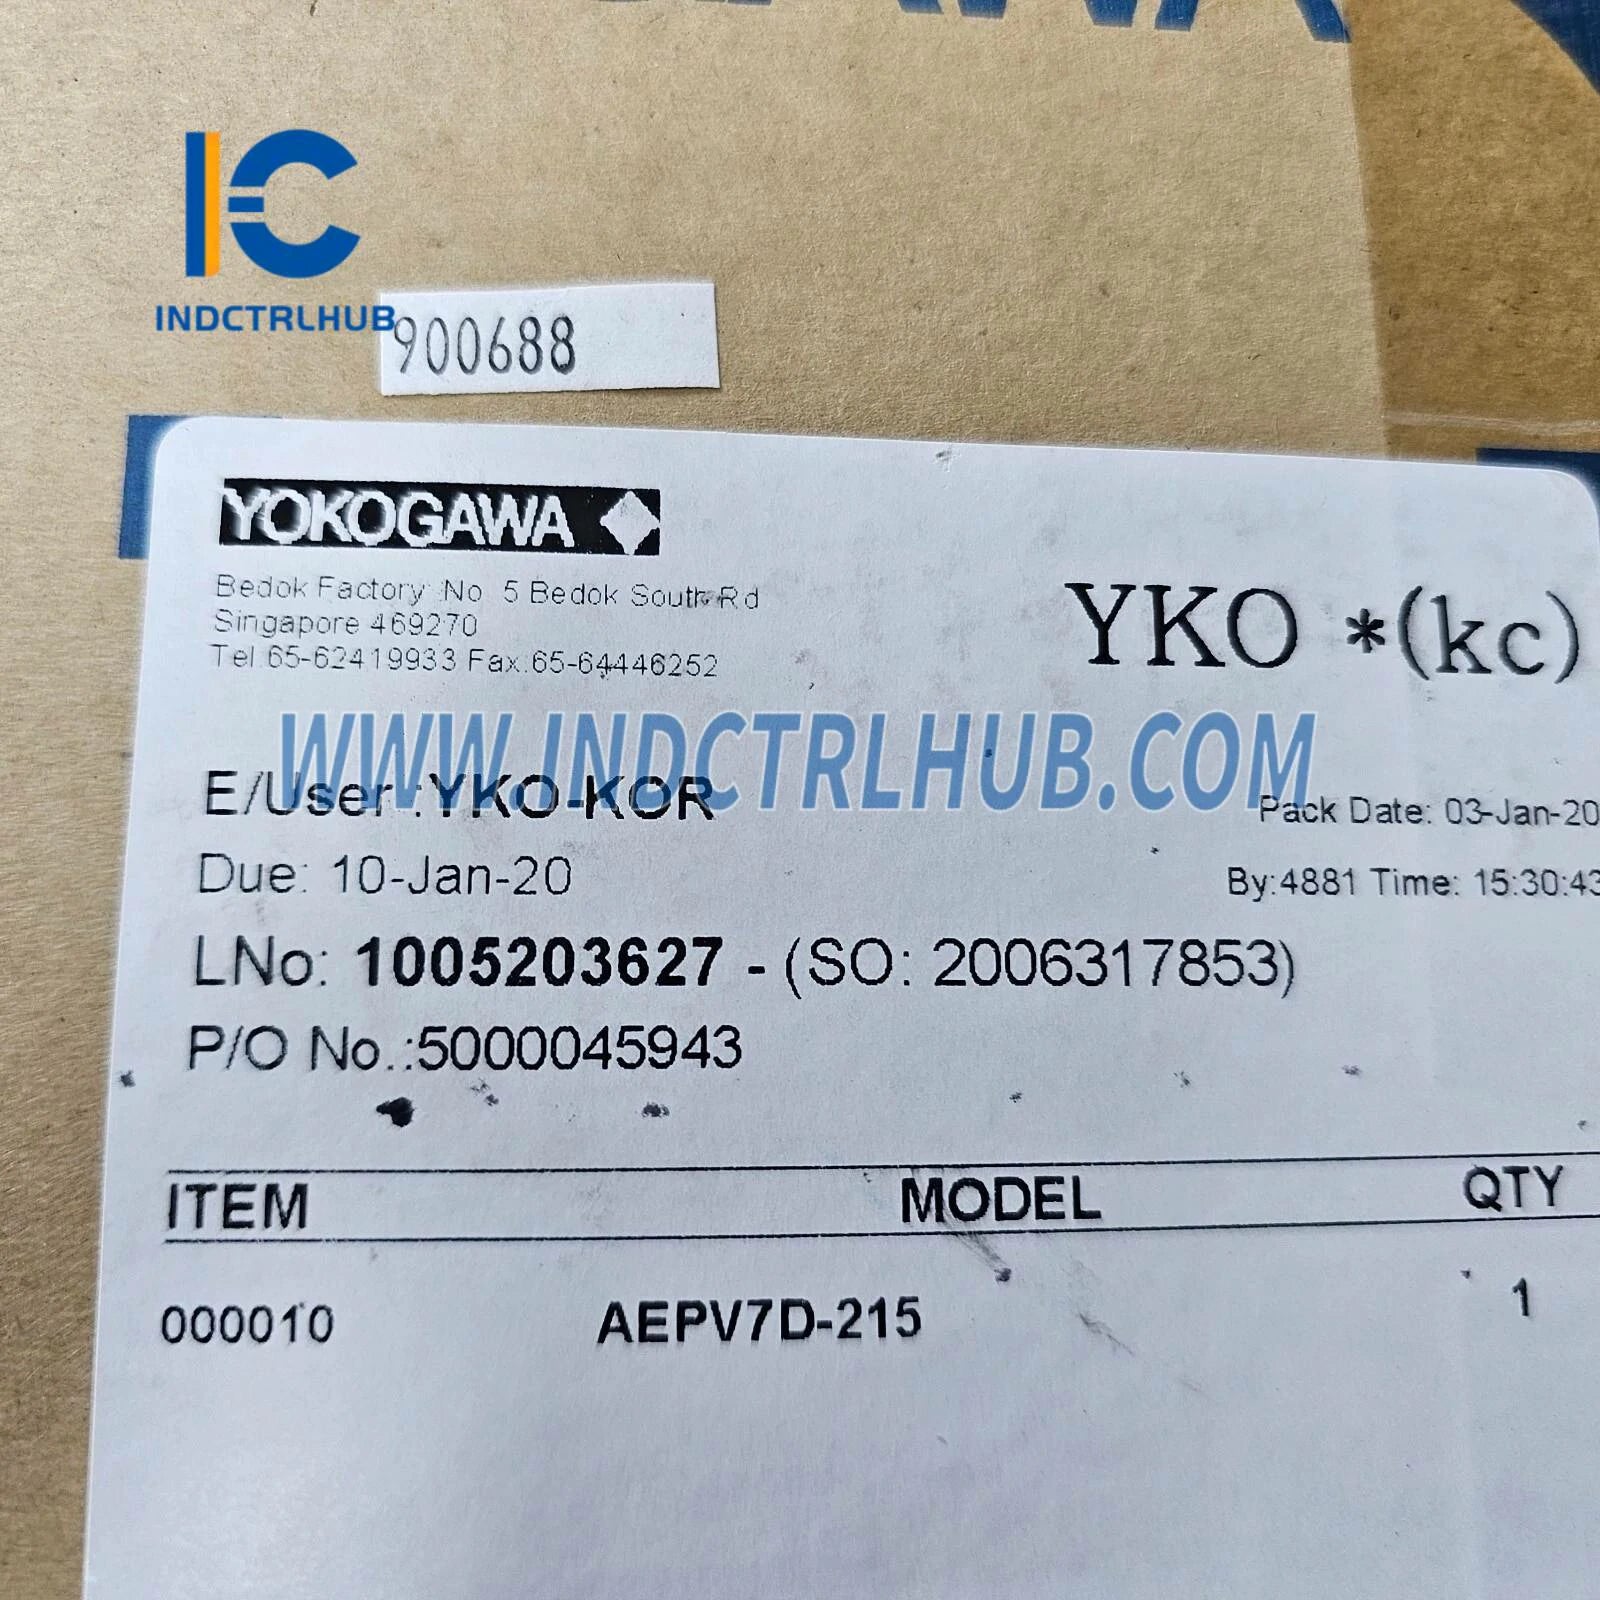 INDCTRLHUB
900688
YOKOGAWA
Bedok Factory :No 5 Bedok South Rd
Singapore 469270
Tel:65-62419933 Fax:65-64446252
YKO *(kc)
WWW.INDCTRLHUB.COM
E/User :YKO-KOR
Pack Date: 03-Jan-20
Due: 10-Jan-20
By:4881 Time: 15:30:43
LNo: 1005203627 - (SO: 2006317853)
P/O No.:5000045943
ITEM MODEL QTY
000010 AEPV7D-215 1